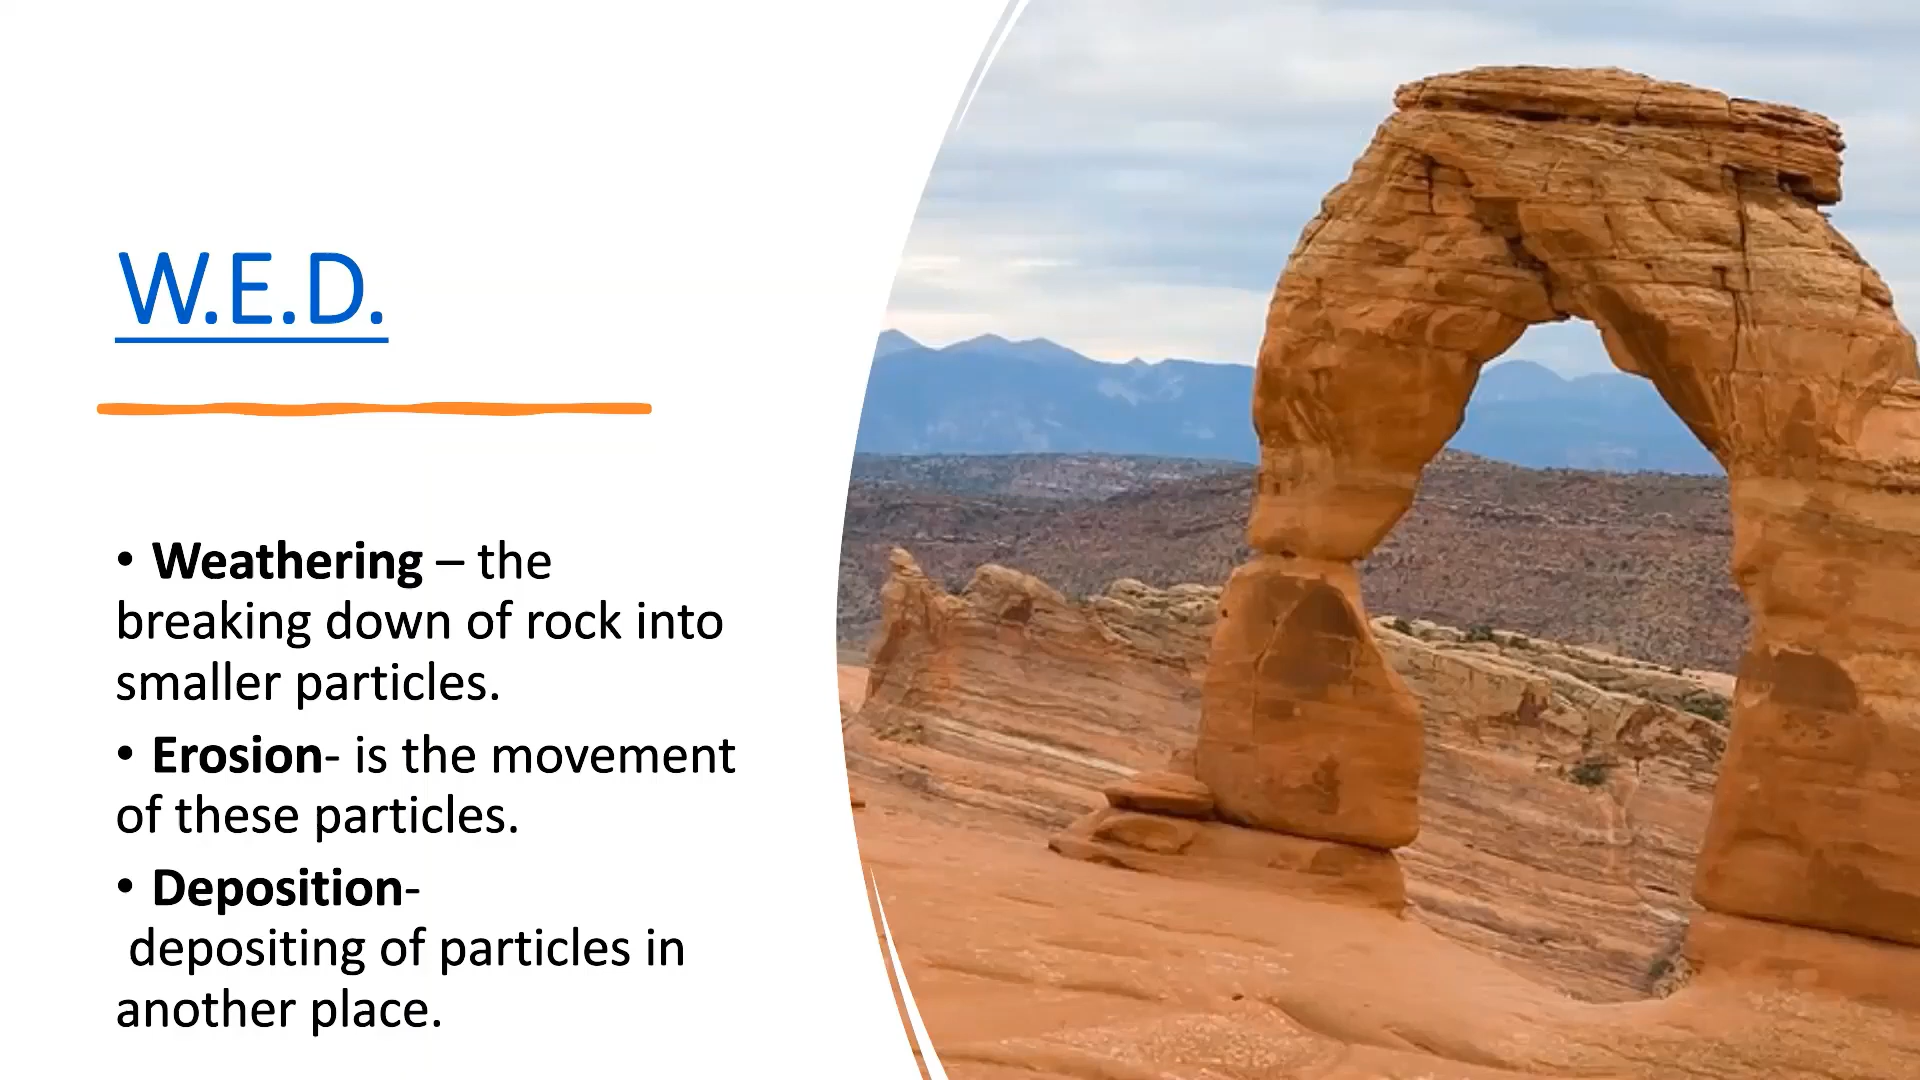 W.E.D.
• Weathering – the
breaking down of rock into
smaller particles.
• Erosion- is the movement
of these particles.
• Deposition-
depositing of particles in
another place.